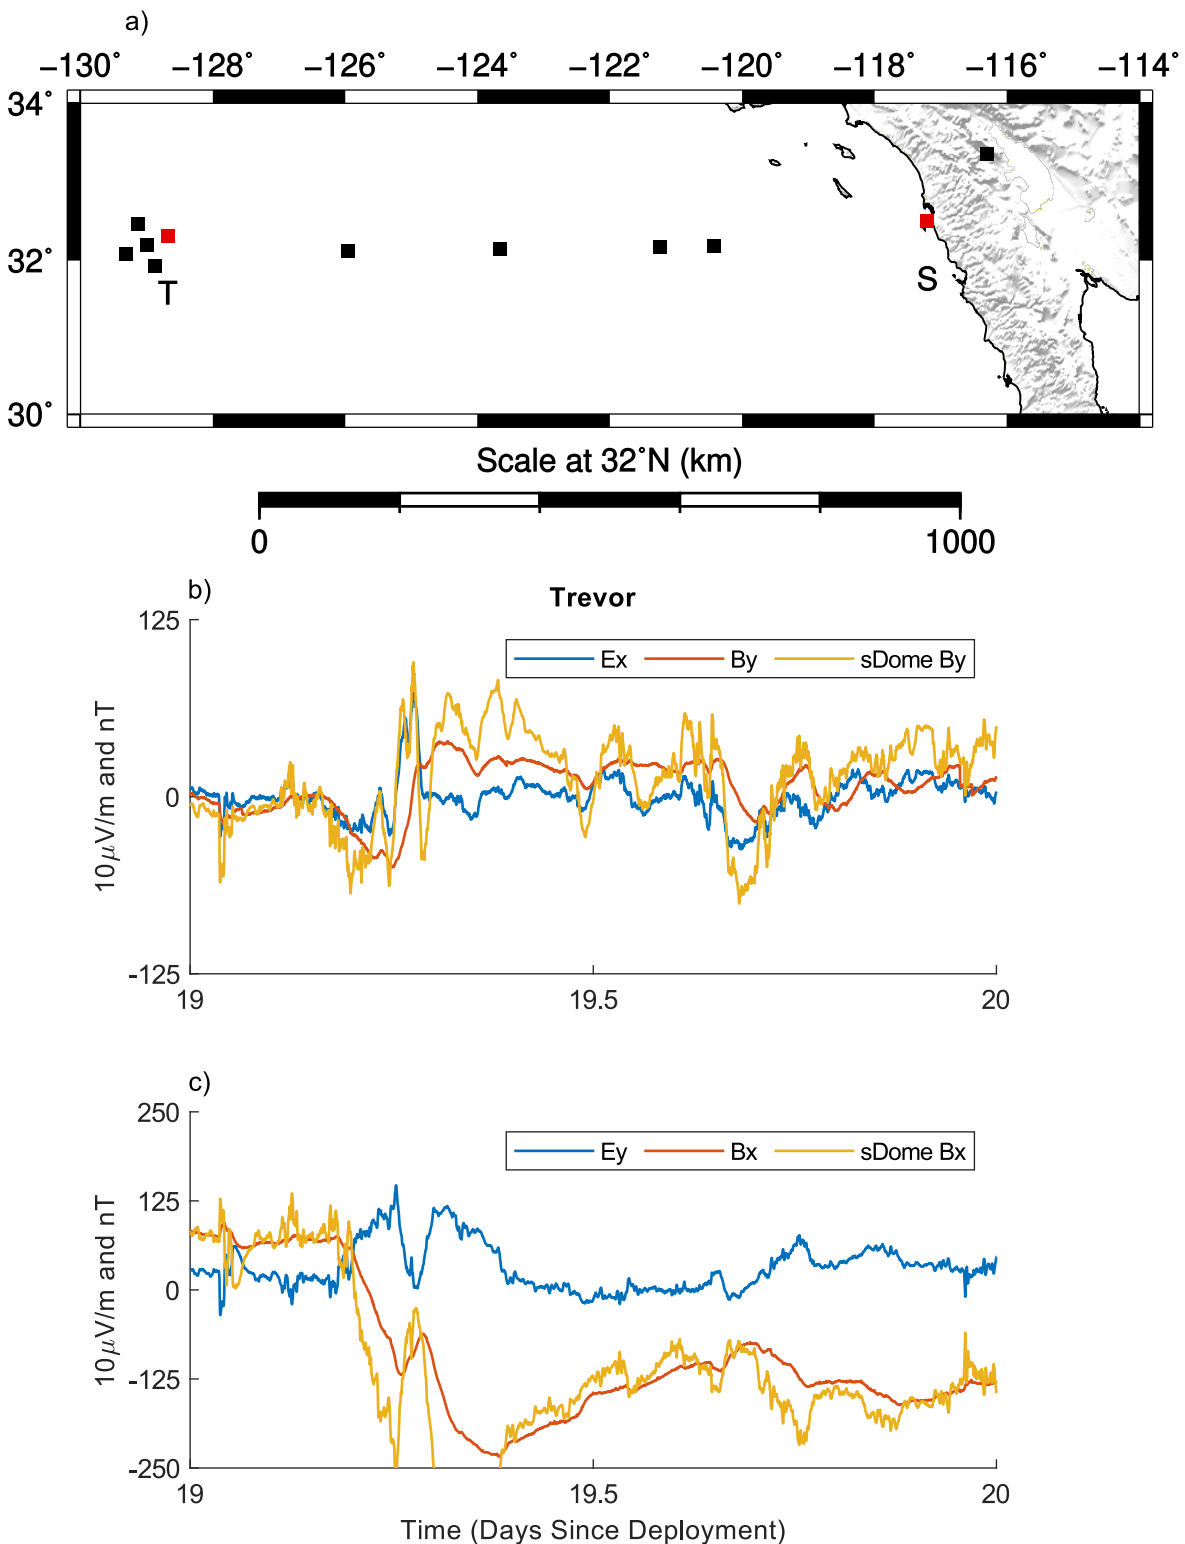 a)
−130˚ −128˚ −126˚ −124˚ −122˚ −120˚ −118˚ −116˚ −114˚
34˚
32˚
30˚
T
S
Scale at 32˚N (km)
0 1000
b)
Trevor
125
0
-125
10μV/m and nT
Ex By sDome By
19 19.5 20
c)
250
125
0
-125
-250
10μV/m and nT
Ey Bx sDome Bx
19 19.5 20
Time (Days Since Deployment)